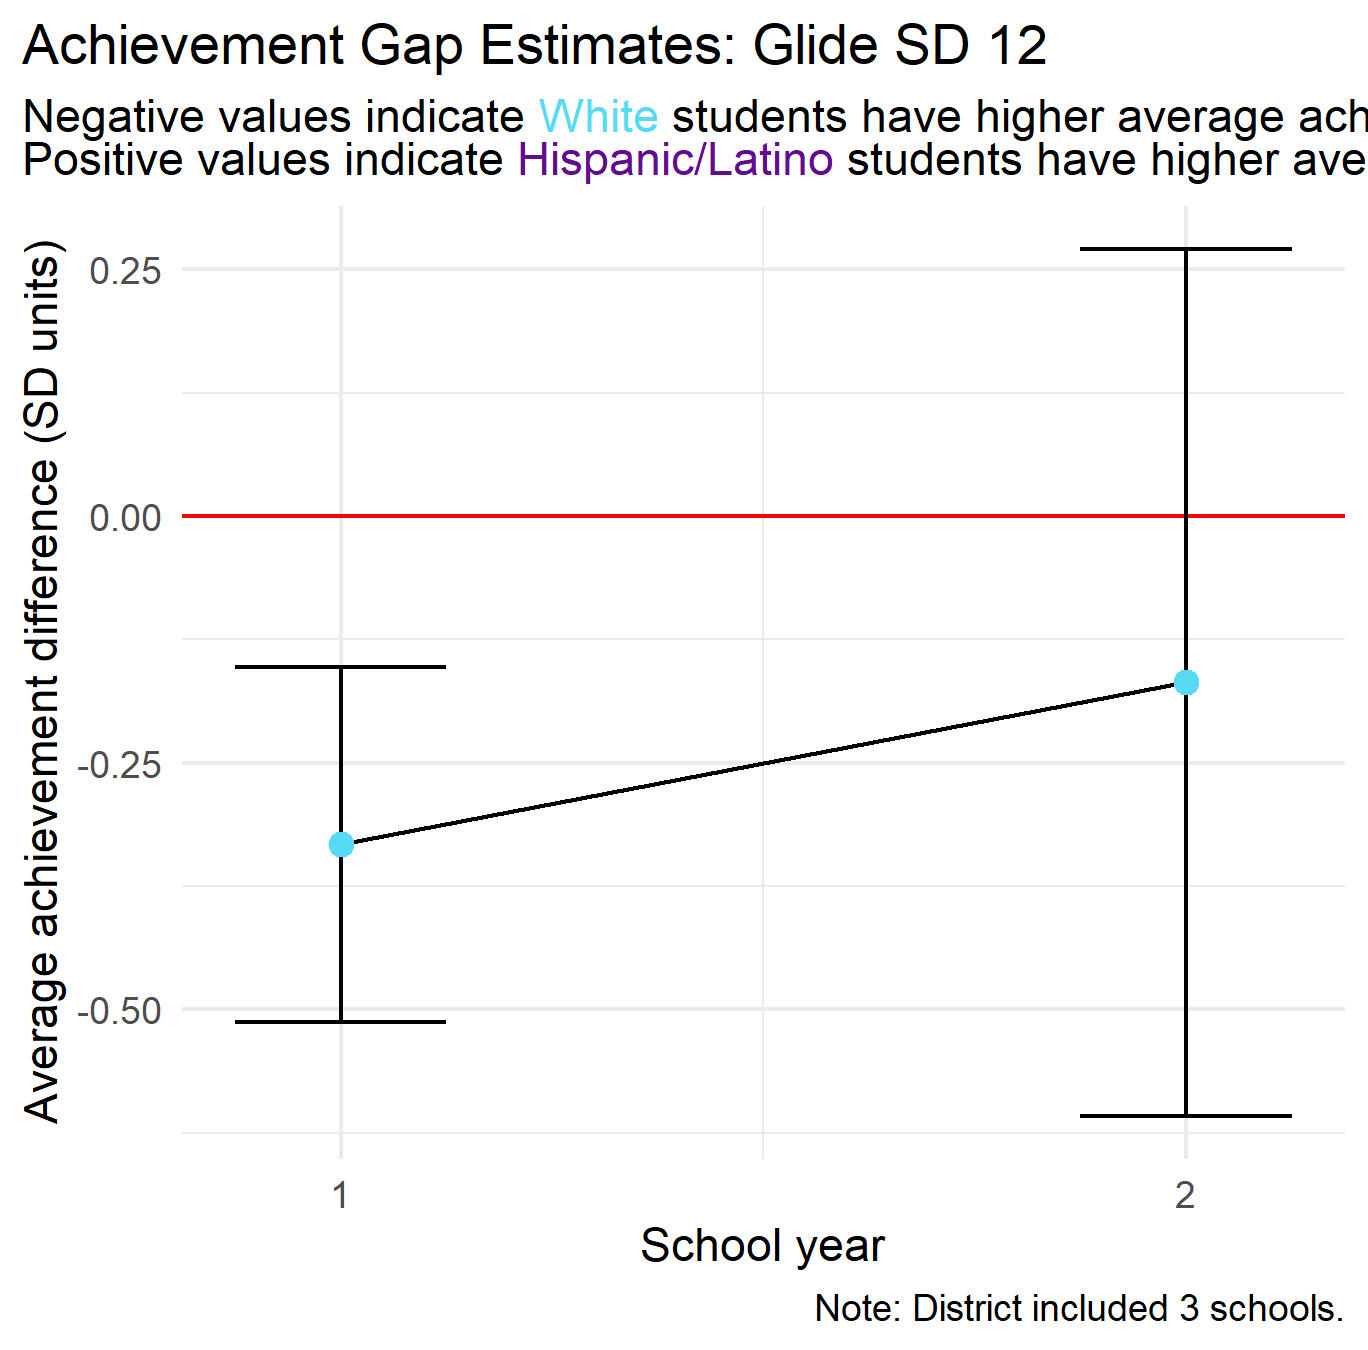 Achievement Gap Estimates: Glide SD 12
Negative values indicate White students have higher average ach
Positive values indicate Hispanic/Latino students have higher ave
Average achievement difference (SD units)
0.25
0.00
-0.25
-0.50
1
2
School year
Note: District included 3 schools.